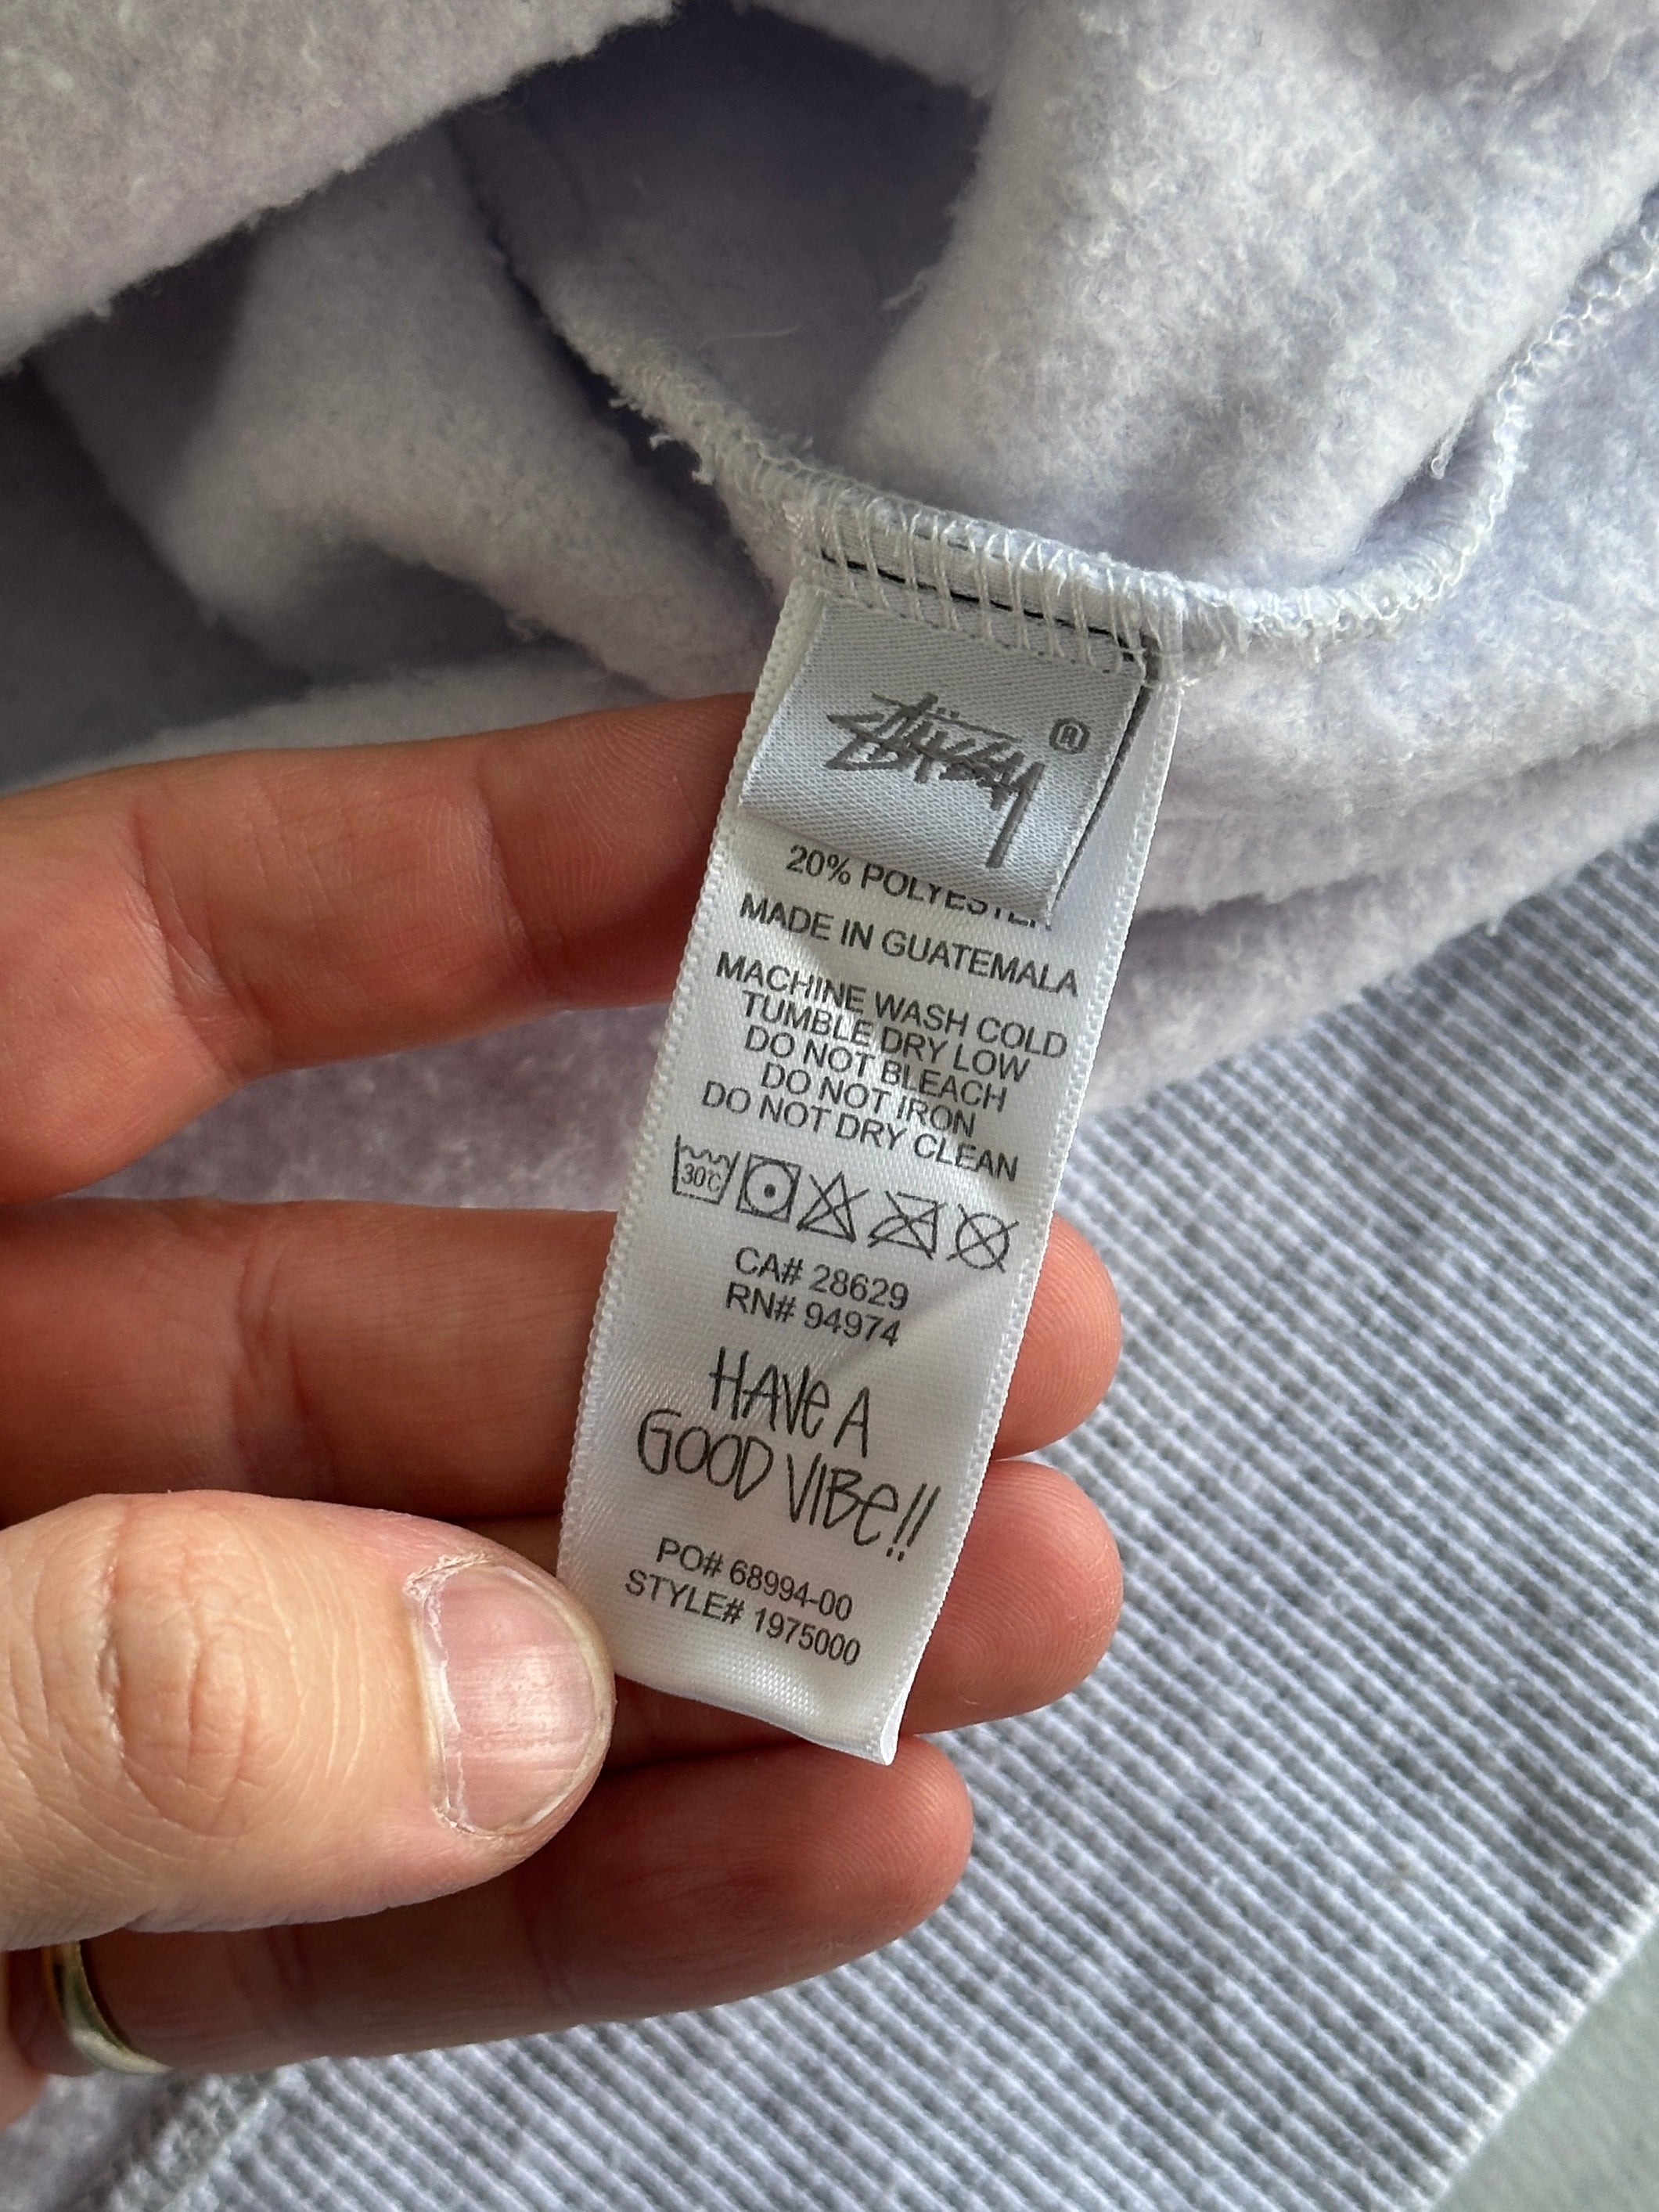 Stüssy ®
20% POLYESTER
MADE IN GUATEMALA
MACHINE WASH COLD
TUMBLE DRY LOW
DO NOT BLEACH
DO NOT IRON
DO NOT DRY CLEAN
30°C
CA# 28629
RN# 94974
HAVE A
GOOD VIBE!!
PO# 68994-00
STYLE# 1975000